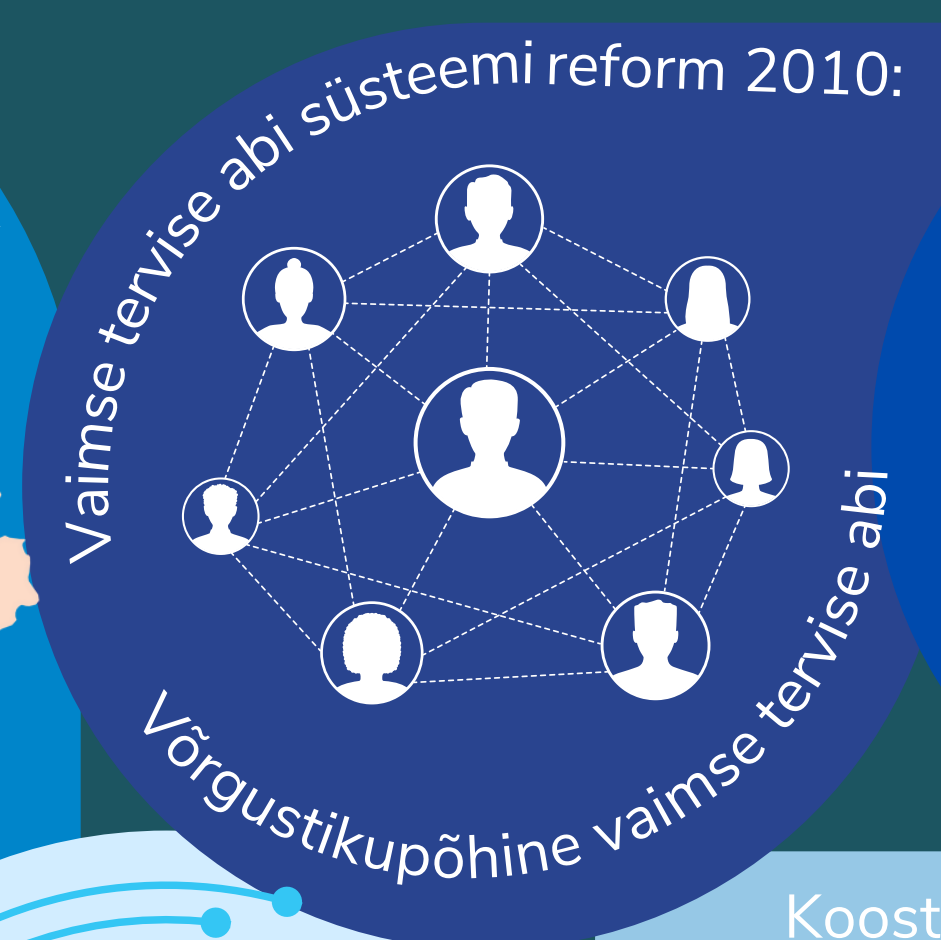 Vaimse tervise abi süsteemi reform 2010:
Võrgustikupõhine vaimse tervise abi
Koost